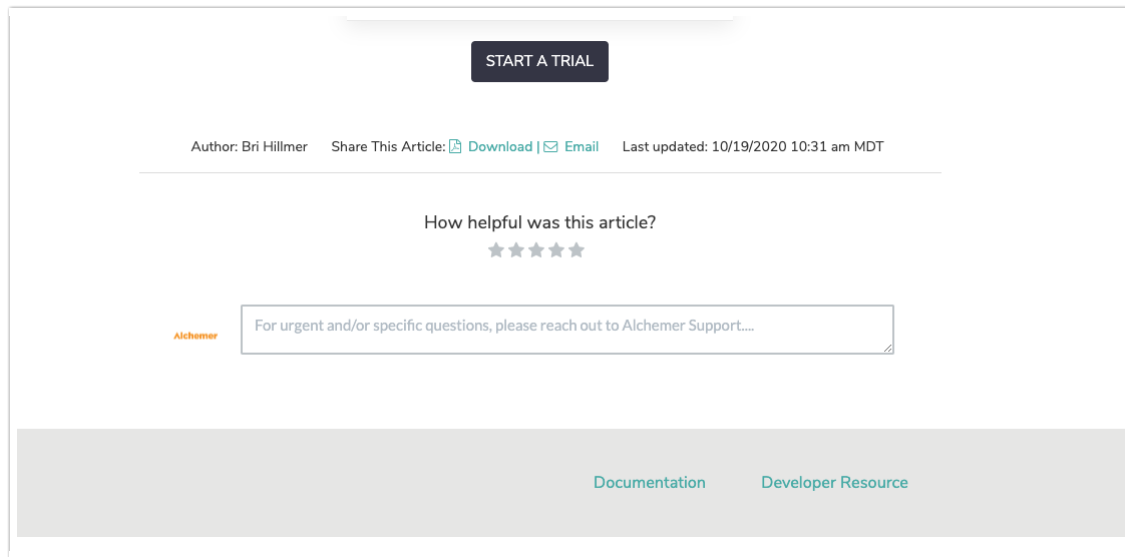 START A TRIAL
Author: Bri Hillmer Share This Article: Download | Email Last updated: 10/19/2020 10:31 am MDT
How helpful was this article?
Alchemer For urgent and/or specific questions, please reach out to Alchemer Support....
Documentation Developer Resource